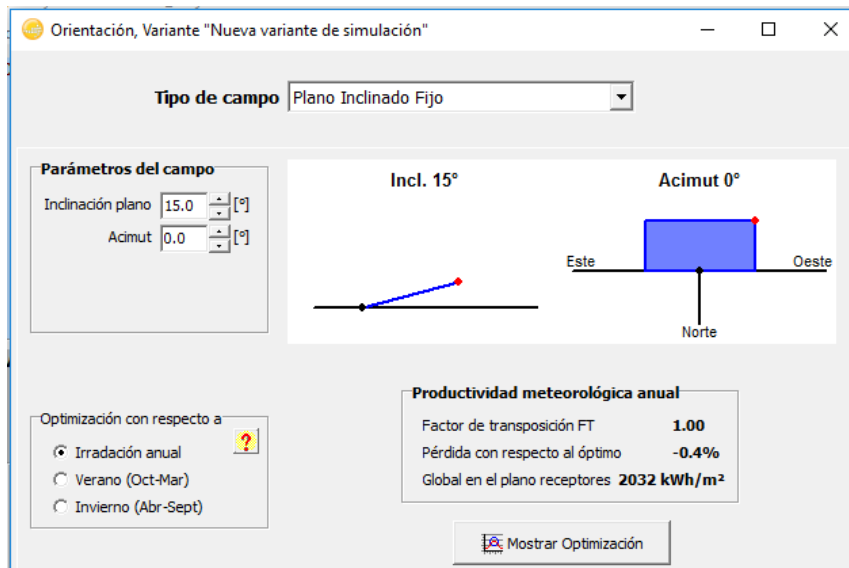 Orientación, Variante "Nueva variante de simulación"
Tipo de campo Plano Inclinado Fijo
Parámetros del campo
Inclinación plano 15.0 [°]
Acimut 0.0 [°]
Incl. 15°
Acimut 0°
Este
Oeste
Norte
Optimización con respecto a
Irradación anual
Verano (Oct-Mar)
Invierno (Abr-Sept)
?
Productividad meteorológica anual
Factor de transposición FT 1.00
Pérdida con respecto al óptimo -0.4%
Global en el plano receptores 2032 kWh/m²
Mostrar Optimización